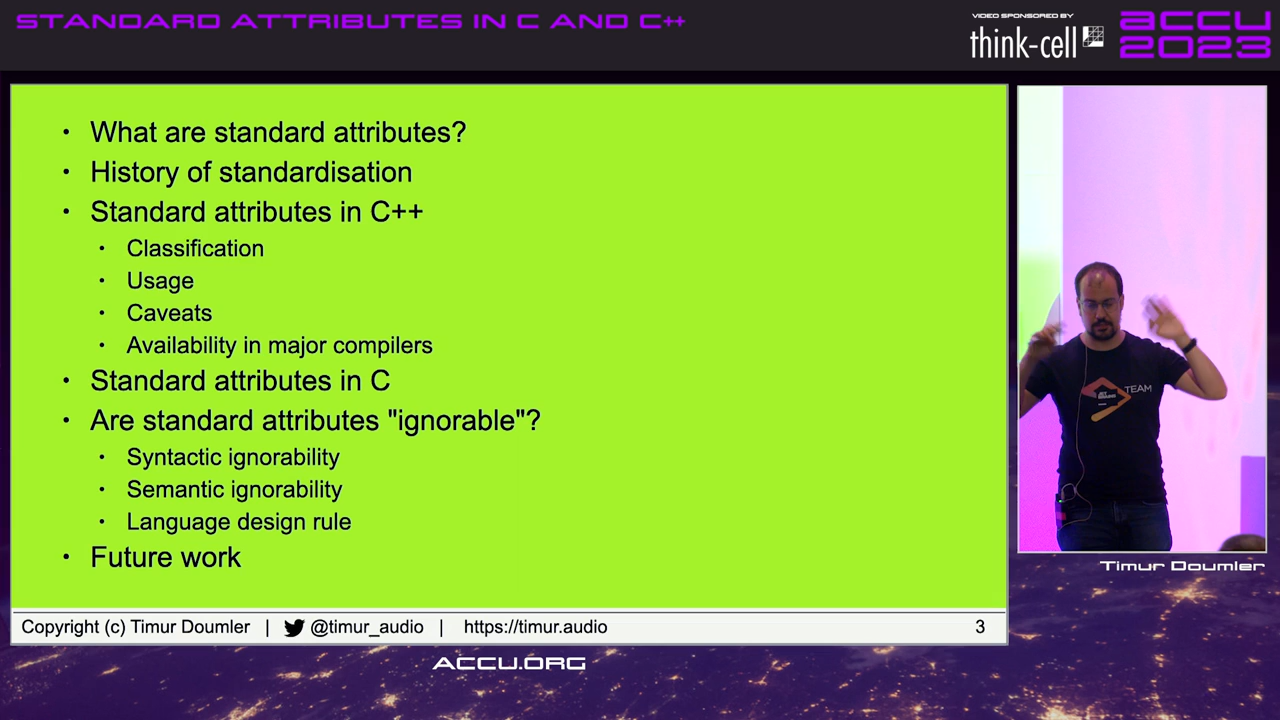 STANDARD ATTRIBUTES IN C AND C++
VIDEO SPONSORED BY
think-cell
ACCU
2023
• What are standard attributes?
• History of standardisation
• Standard attributes in C++
• Classification
• Usage
• Caveats
• Availability in major compilers
• Standard attributes in C
• Are standard attributes "ignorable"?
• Syntactic ignorability
• Semantic ignorability
• Language design rule
• Future work
TEAM
Timur Doumler
Copyright (c) Timur Doumler | @timur_audio | https://timur.audio 3
ACCU.ORG